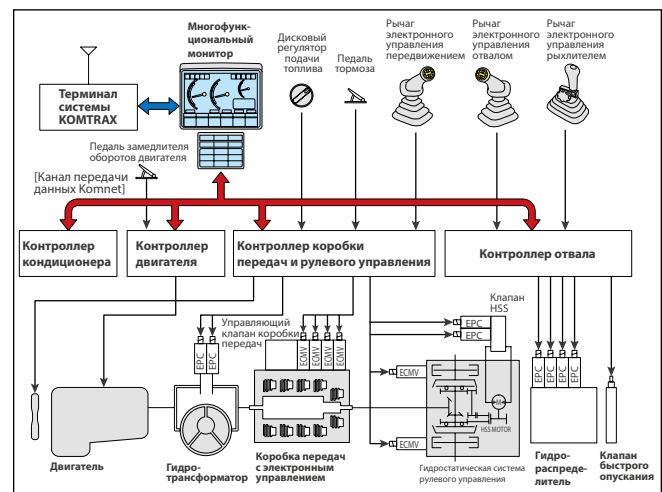 Многофунк-
циональный
монитор
Дисковый
регулятор
подачи
топлива
Педаль
тормоза
Рычаг
электронного
управления
передвижением
Рычаг
электронного
управления
отвалом
Рычаг
электронного
управления
рыхлителем
Терминал
системы
KOMTRAX
Педаль замедлителя
оборотов двигателя
[Канал передачи
данных Komnet]
Контроллер
кондиционера
Контроллер
двигателя
Контроллер коробки
передач и рулевого управления
Контроллер отвала
Управляющий
клапан коробки
передач
Клапан
HSS
EPC
EPC
EPC
EPC
ECMV
ECMV
ECMV
ECMV
ECMV
ECMV
EPC
EPC
EPC
EPC
M
HSS MOTOR
Двигатель
Гидро-
трансформатор
Коробка передач
с электронным
управлением
Гидростатическая система
рулевого управления
Гидро-
распреде-
литель
Клапан
быстрого
опускания